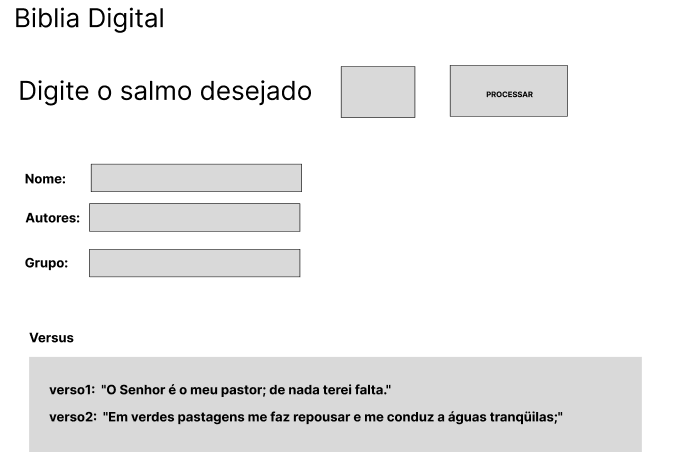 Biblia Digital
Digite o salmo desejado PROCESSAR
Nome:
Autores:
Grupo:
Versus
verso1: "O Senhor é o meu pastor; de nada terei falta."
verso2: "Em verdes pastagens me faz repousar e me conduz a águas tranqüilas;"